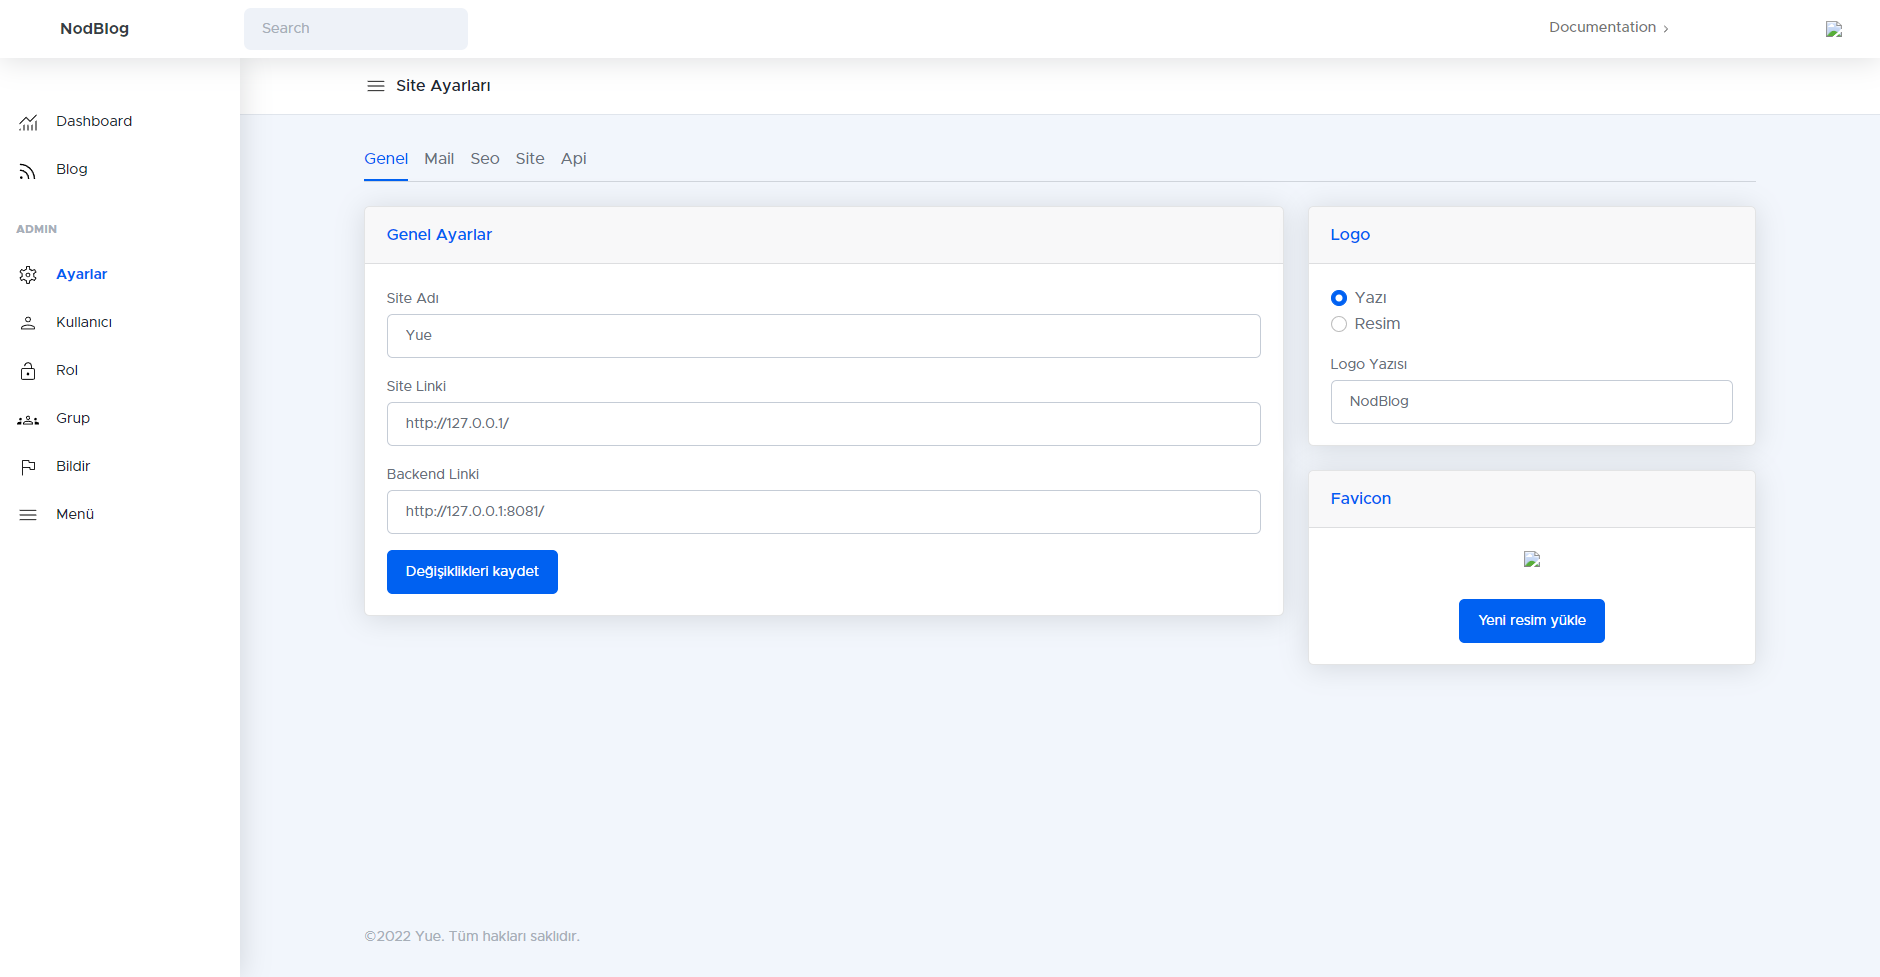 NodBlog
Search
Documentation ›
Dashboard
Blog
ADMIN
Ayarlar
Kullanıcı
Rol
Grup
Bildir
Menü
Site Ayarları
Genel Mail Seo Site Api
Genel Ayarlar
Site Adı
Yue
Site Linki
http://127.0.0.1/
Backend Linki
http://127.0.0.1:8081/
Değişiklikleri kaydet
Logo
Yazı
Resim
Logo Yazısı
NodBlog
Favicon
Yeni resim yükle
©2022 Yue. Tüm hakları saklıdır.